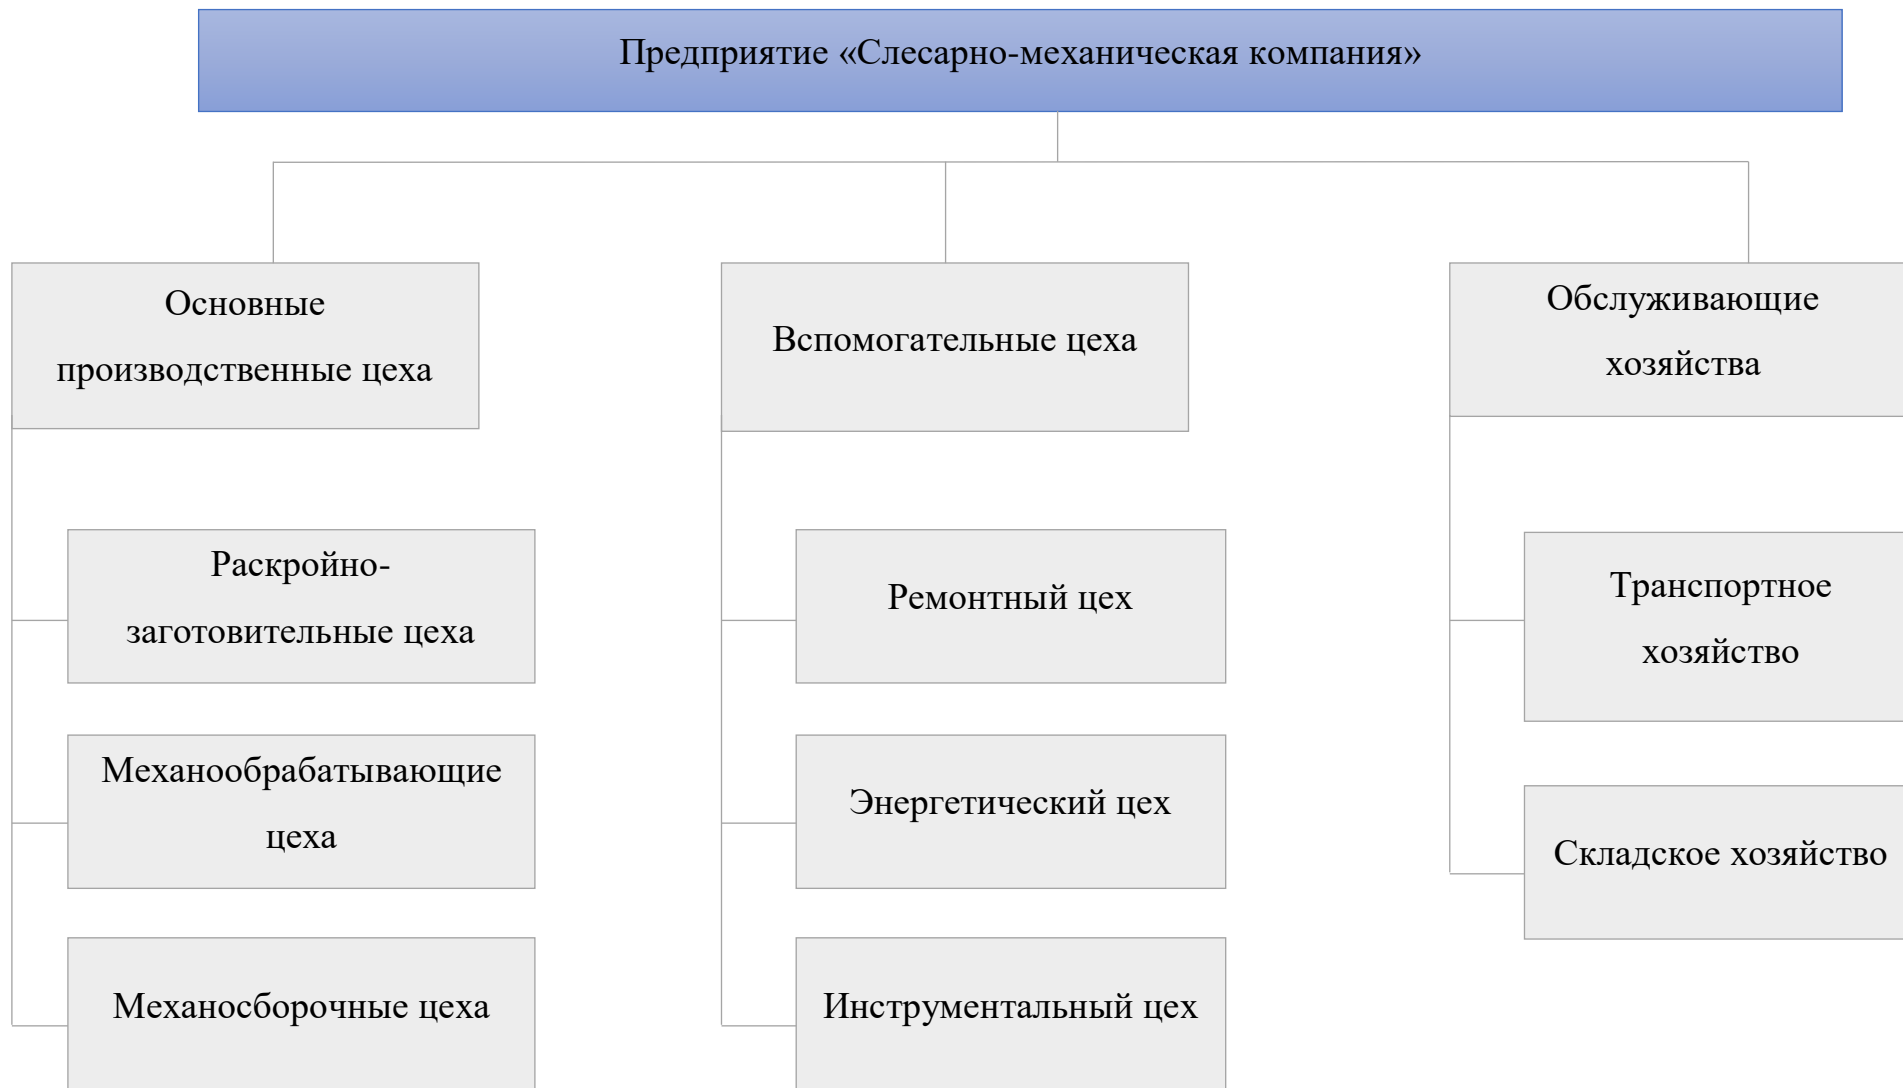 Предприятие «Слесарно-механическая компания»
Основные
производственные цеха
Вспомогательные цеха
Обслуживающие
хозяйства
Раскройно-
заготовительные цеха
Механообрабатывающие
цеха
Механосборочные цеха
Ремонтный цех
Энергетический цех
Инструментальный цех
Транспортное
хозяйство
Складское хозяйство